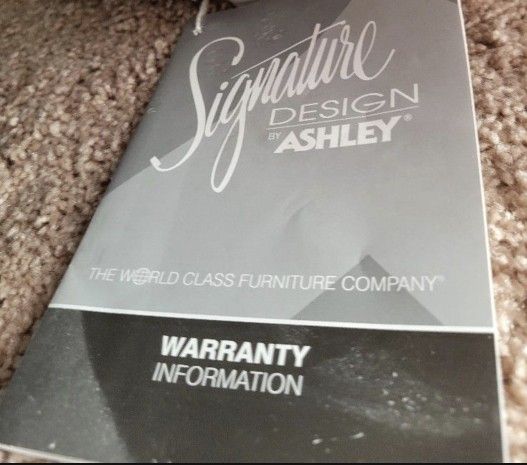 Signature
DESIGN
BY ASHLEY®
THE WORLD CLASS FURNITURE COMPANY®
WARRANTY
INFORMATION